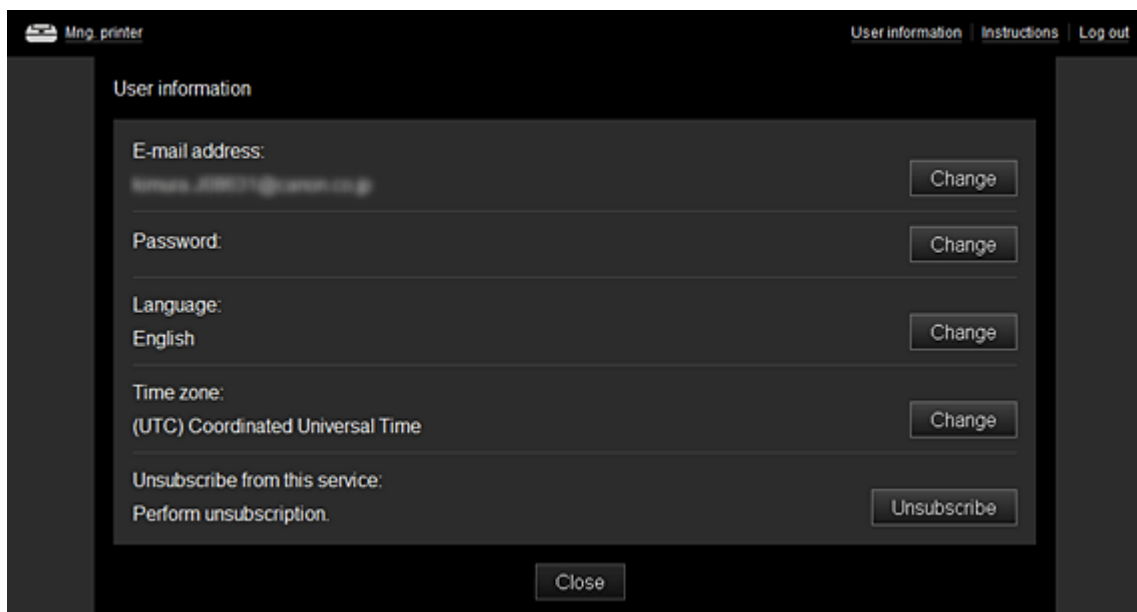 Mng. printer
User information | Instructions | Log out
User information
E-mail address:
Change
Password:
Change
Language:
English
Change
Time zone:
(UTC) Coordinated Universal Time
Change
Unsubscribe from this service:
Perform unsubscription.
Unsubscribe
Close